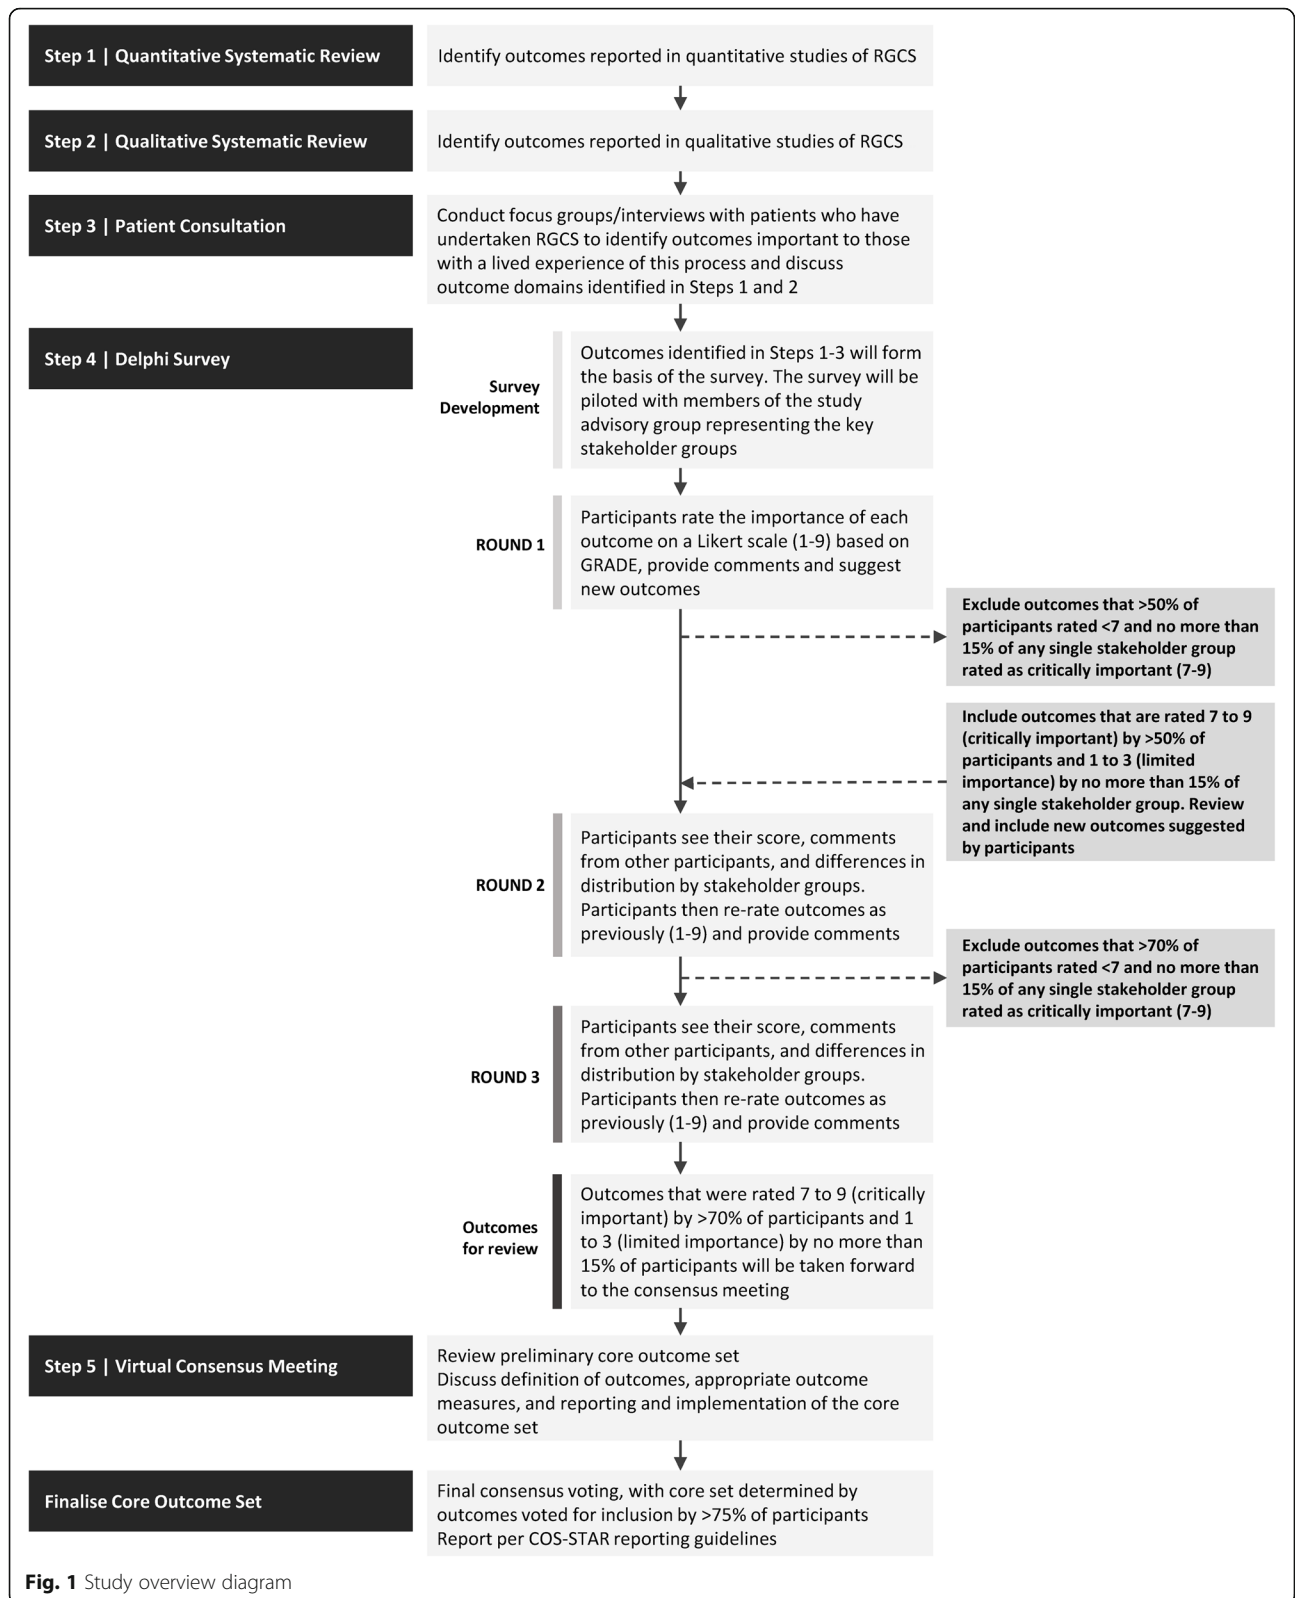 Step 1 | Quantitative Systematic Review
Identify outcomes reported in quantitative studies of RGCS
Step 2 | Qualitative Systematic Review
Identify outcomes reported in qualitative studies of RGCS
Step 3 | Patient Consultation
Conduct focus groups/interviews with patients who have
undertaken RGCS to identify outcomes important to those
with a lived experience of this process and discuss
outcome domains identified in Steps 1 and 2
Step 4 | Delphi Survey
Survey
Development
Outcomes identified in Steps 1-3 will form
the basis of the survey. The survey will be
piloted with members of the study
advisory group representing the key
stakeholder groups
ROUND 1
Participants rate the importance of each
outcome on a Likert scale (1-9) based on
GRADE, provide comments and suggest
new outcomes
Exclude outcomes that >50% of
participants rated <7 and no more than
15% of any single stakeholder group
rated as critically important (7-9)
Include outcomes that are rated 7 to 9
(critically important) by >50% of
participants and 1 to 3 (limited
importance) by no more than 15% of
any single stakeholder group. Review
and include new outcomes suggested
by participants
ROUND 2
Participants see their score, comments
from other participants, and differences in
distribution by stakeholder groups.
Participants then re-rate outcomes as
previously (1-9) and provide comments
Exclude outcomes that >70% of
participants rated <7 and no more than
15% of any single stakeholder group
rated as critically important (7-9)
ROUND 3
Participants see their score, comments
from other participants, and differences in
distribution by stakeholder groups.
Participants then re-rate outcomes as
previously (1-9) and provide comments
Outcomes
for review
Outcomes that were rated 7 to 9 (critically
important) by >70% of participants and 1
to 3 (limited importance) by no more than
15% of participants will be taken forward
to the consensus meeting
Step 5 | Virtual Consensus Meeting
Review preliminary core outcome set
Discuss definition of outcomes, appropriate outcome
measures, and reporting and implementation of the core
outcome set
Finalise Core Outcome Set
Final consensus voting, with core set determined by
outcomes voted for inclusion by >75% of participants
Report per COS-STAR reporting guidelines
Fig. 1 Study overview diagram